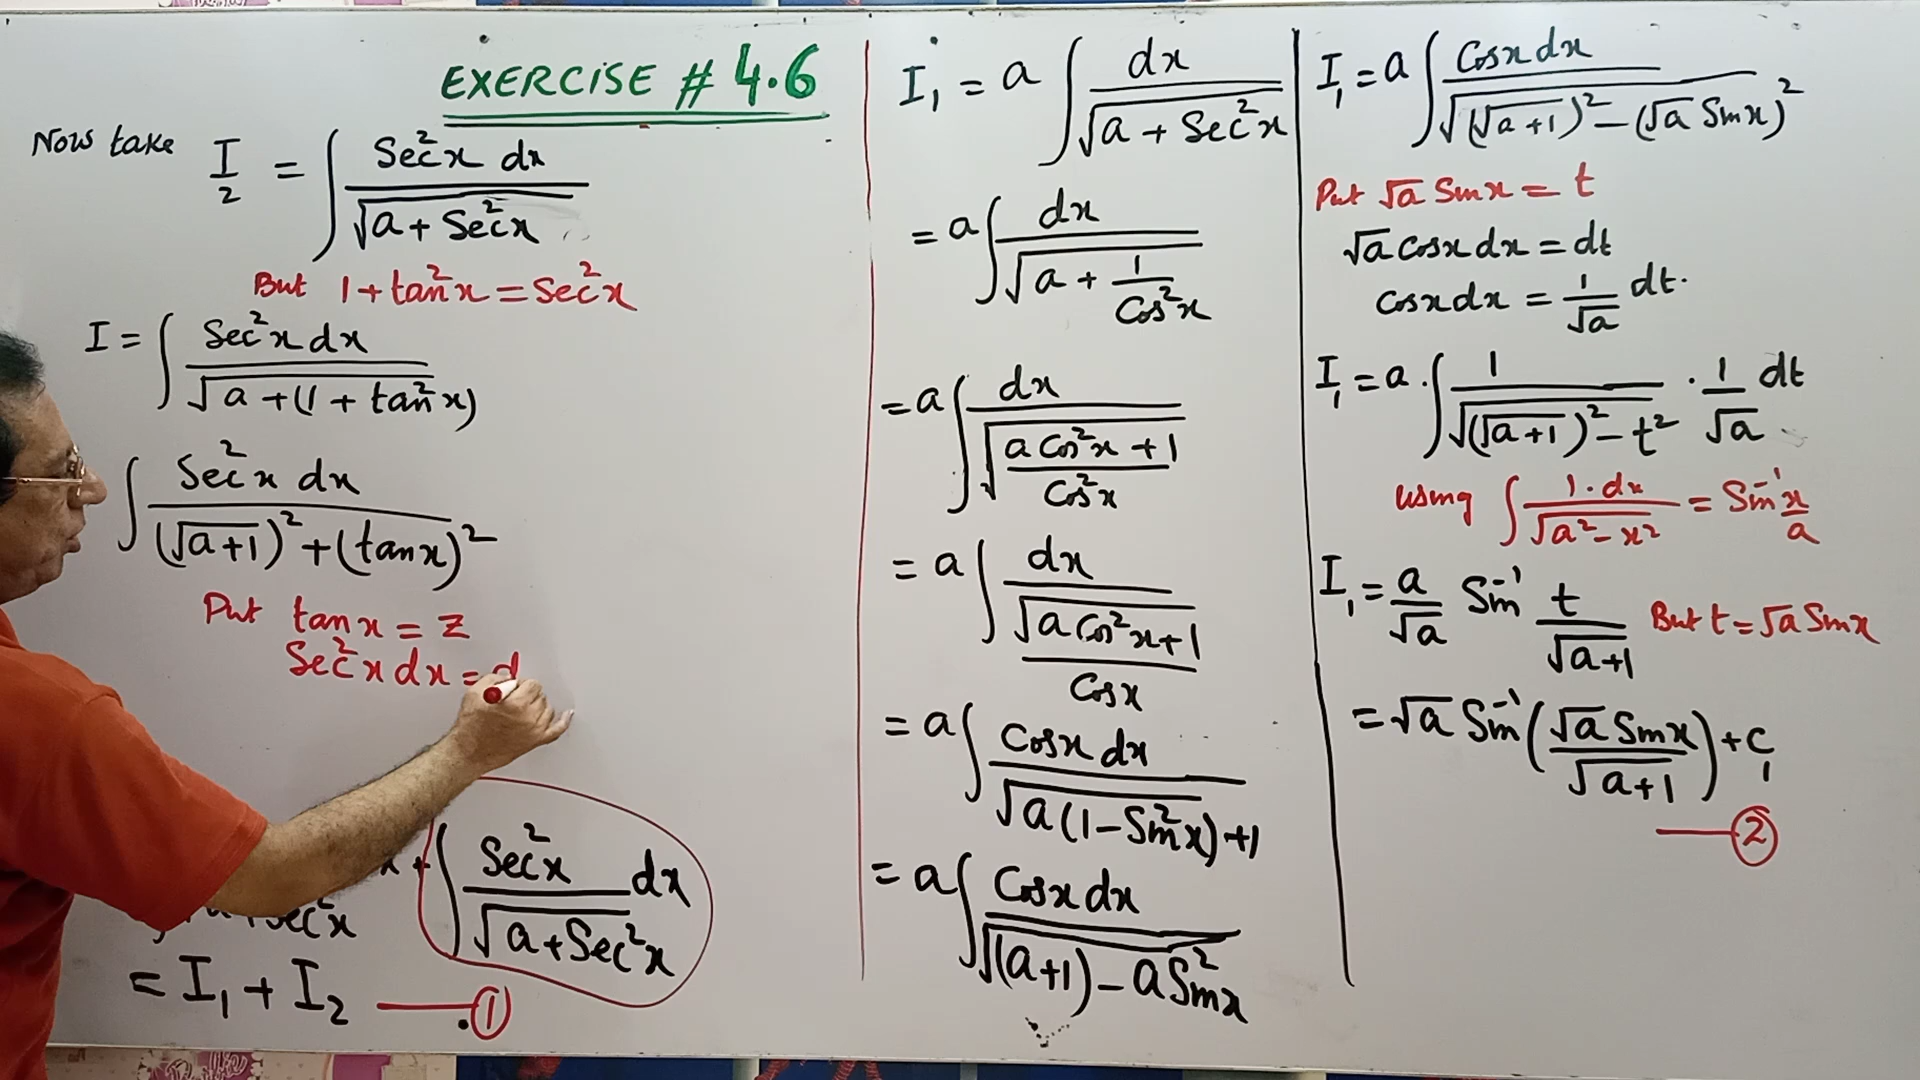 EXERCISE # 4.6
Now take I₂ = ∫ Sec²x dx / √(a + Sec²x)
But 1 + tan²x = Sec²x
I = ∫ Sec²x dx / √(a + (1 + tan²x)
∫ Sec²x dx / (√a+1)² + (tanx)²
Put tanx = z
Sec²x dx = d
+ ∫ Sec²x / √(a + Sec²x) dx
Sec²x
= I₁ + I₂ —— ①
I₁ = a ∫ dx / √(a + Sec²x)
= a ∫ dx / √(a + 1/Cos²x)
= a ∫ dx / √((a Cos²x + 1) / Cos²x)
= a ∫ dx / (√(a Cos²x + 1) / Cosx)
= a ∫ Cosx dx / √(a(1 − Sin²x) + 1)
= a ∫ Cosx dx / √((a+1) − a Sin²x)
I₁ = a ∫ Cosx dx / √((√a+1)² − (√a Sinx)²)
Put √a Sinx = t
√a Cosx dx = dt
Cosx dx = 1/√a dt.
I₁ = a . ∫ 1 / √((√a+1)² − t²) . 1/√a dt
using ∫ 1.dx / √(a² − x²) = Sin⁻¹ x/a
I₁ = a/√a Sin⁻¹ t/√(a+1) But t = √a Sinx
= √a Sin⁻¹ (√a Sinx / √(a+1)) + C₁
—— ②